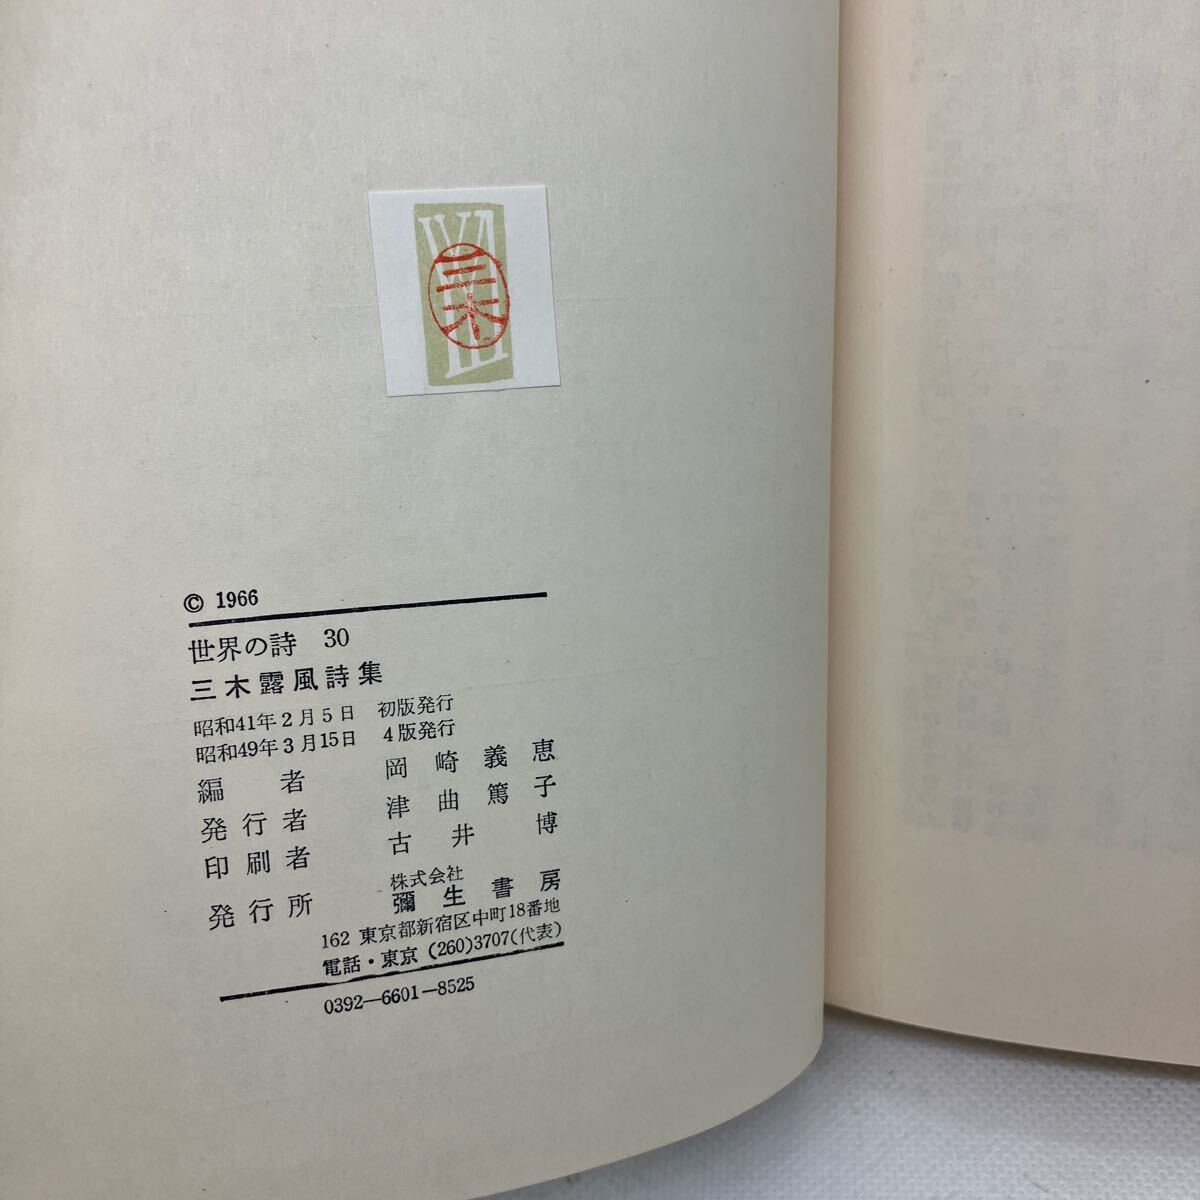 三木
© 1966
世界の詩 30
三木露風詩集
昭和41年2月5日 初版発行
昭和49年3月15日 4版発行
編者 岡崎義恵
発行者 津曲篤子
印刷者 古井博
発行所 株式会社 彌生書房
162 東京都新宿区中町18番地
電話・東京 (260)3707(代表)
0392―6601―8525